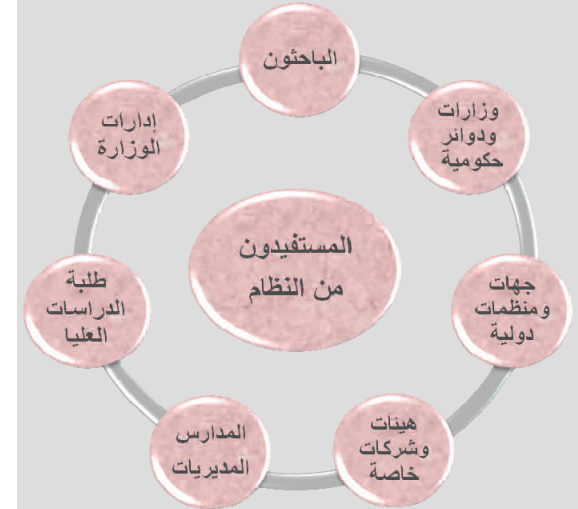 الباحثون
وزارات
ودوائر
حكومية
جهات
ومنظمات
دولية
هيئات
وشركات
خاصة
المدارس
المديريات
طلبة
الدراسات
العليا
إدارات
الوزارة
المستفيدون
من النظام